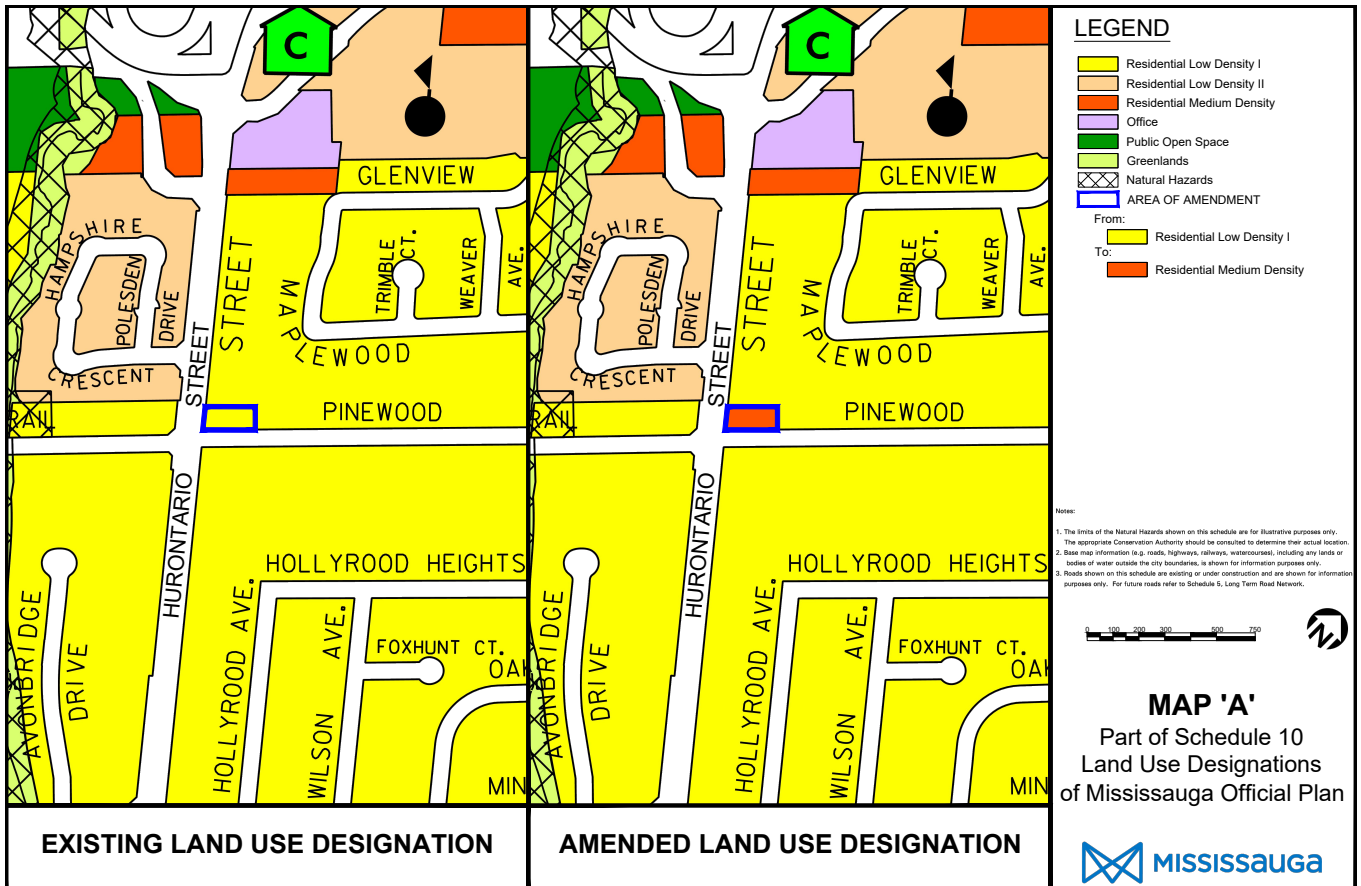 C
GLENVIEW
HAMPSHIRE
POLESDEN
DRIVE
CRESCENT
STREET
STREET
MAPLEWOOD
TRIMBLE
CT.
WEAVER
AVE.
RAIL
PINEWOOD
HURONTARIO
HOLLYROOD HEIGHTS
AVONBRIDGE
DRIVE
HOLLYROOD AVE.
WILSON AVE.
FOXHUNT CT.
OAK
MIN
EXISTING LAND USE DESIGNATION
C
GLENVIEW
HAMPSHIRE
POLESDEN
DRIVE
CRESCENT
STREET
STREET
MAPLEWOOD
TRIMBLE
CT.
WEAVER
AVE.
RAIL
PINEWOOD
HURONTARIO
HOLLYROOD HEIGHTS
AVONBRIDGE
DRIVE
HOLLYROOD AVE.
WILSON AVE.
FOXHUNT CT.
OAK
MIN
AMENDED LAND USE DESIGNATION
LEGEND
Residential Low Density I
Residential Low Density II
Residential Medium Density
Office
Public Open Space
Greenlands
Natural Hazards
AREA OF AMENDMENT
From:
Residential Low Density I
To:
Residential Medium Density
Notes:
1. The limits of the Natural Hazards shown on this schedule are for illustrative purposes only.
The appropriate Conservation Authority should be consulted to determine their actual location.
2. Base map information (e.g. roads, highways, railways, watercourses), including any lands or
bodies of water outside the city boundaries, is shown for information purposes only.
3. Roads shown on this schedule are existing or under construction and are shown for information
purposes only. For future roads refer to Schedule 5, Long Term Road Network.
0 100 200 300 500 750
N
MAP 'A'
Part of Schedule 10
Land Use Designations
of Mississauga Official Plan
MISSISSauGa